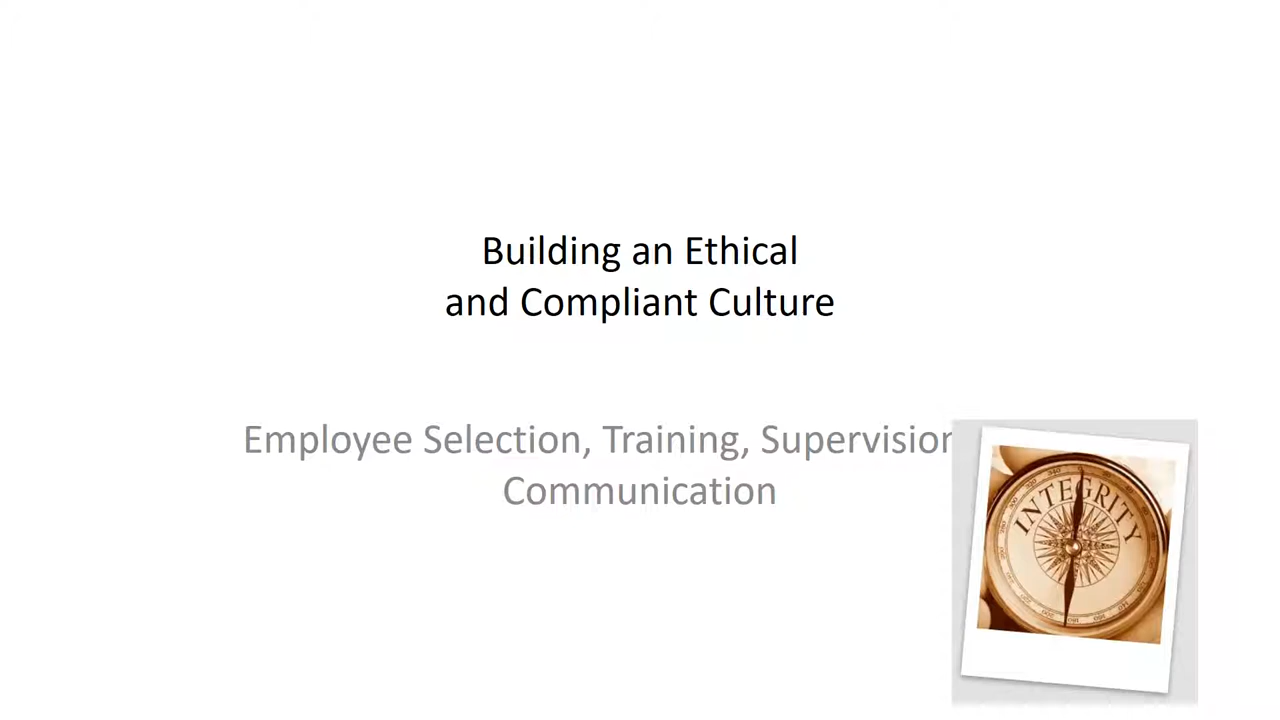 Building an Ethical
and Compliant Culture
Employee Selection, Training, Supervision
Communication
INTEGRITY